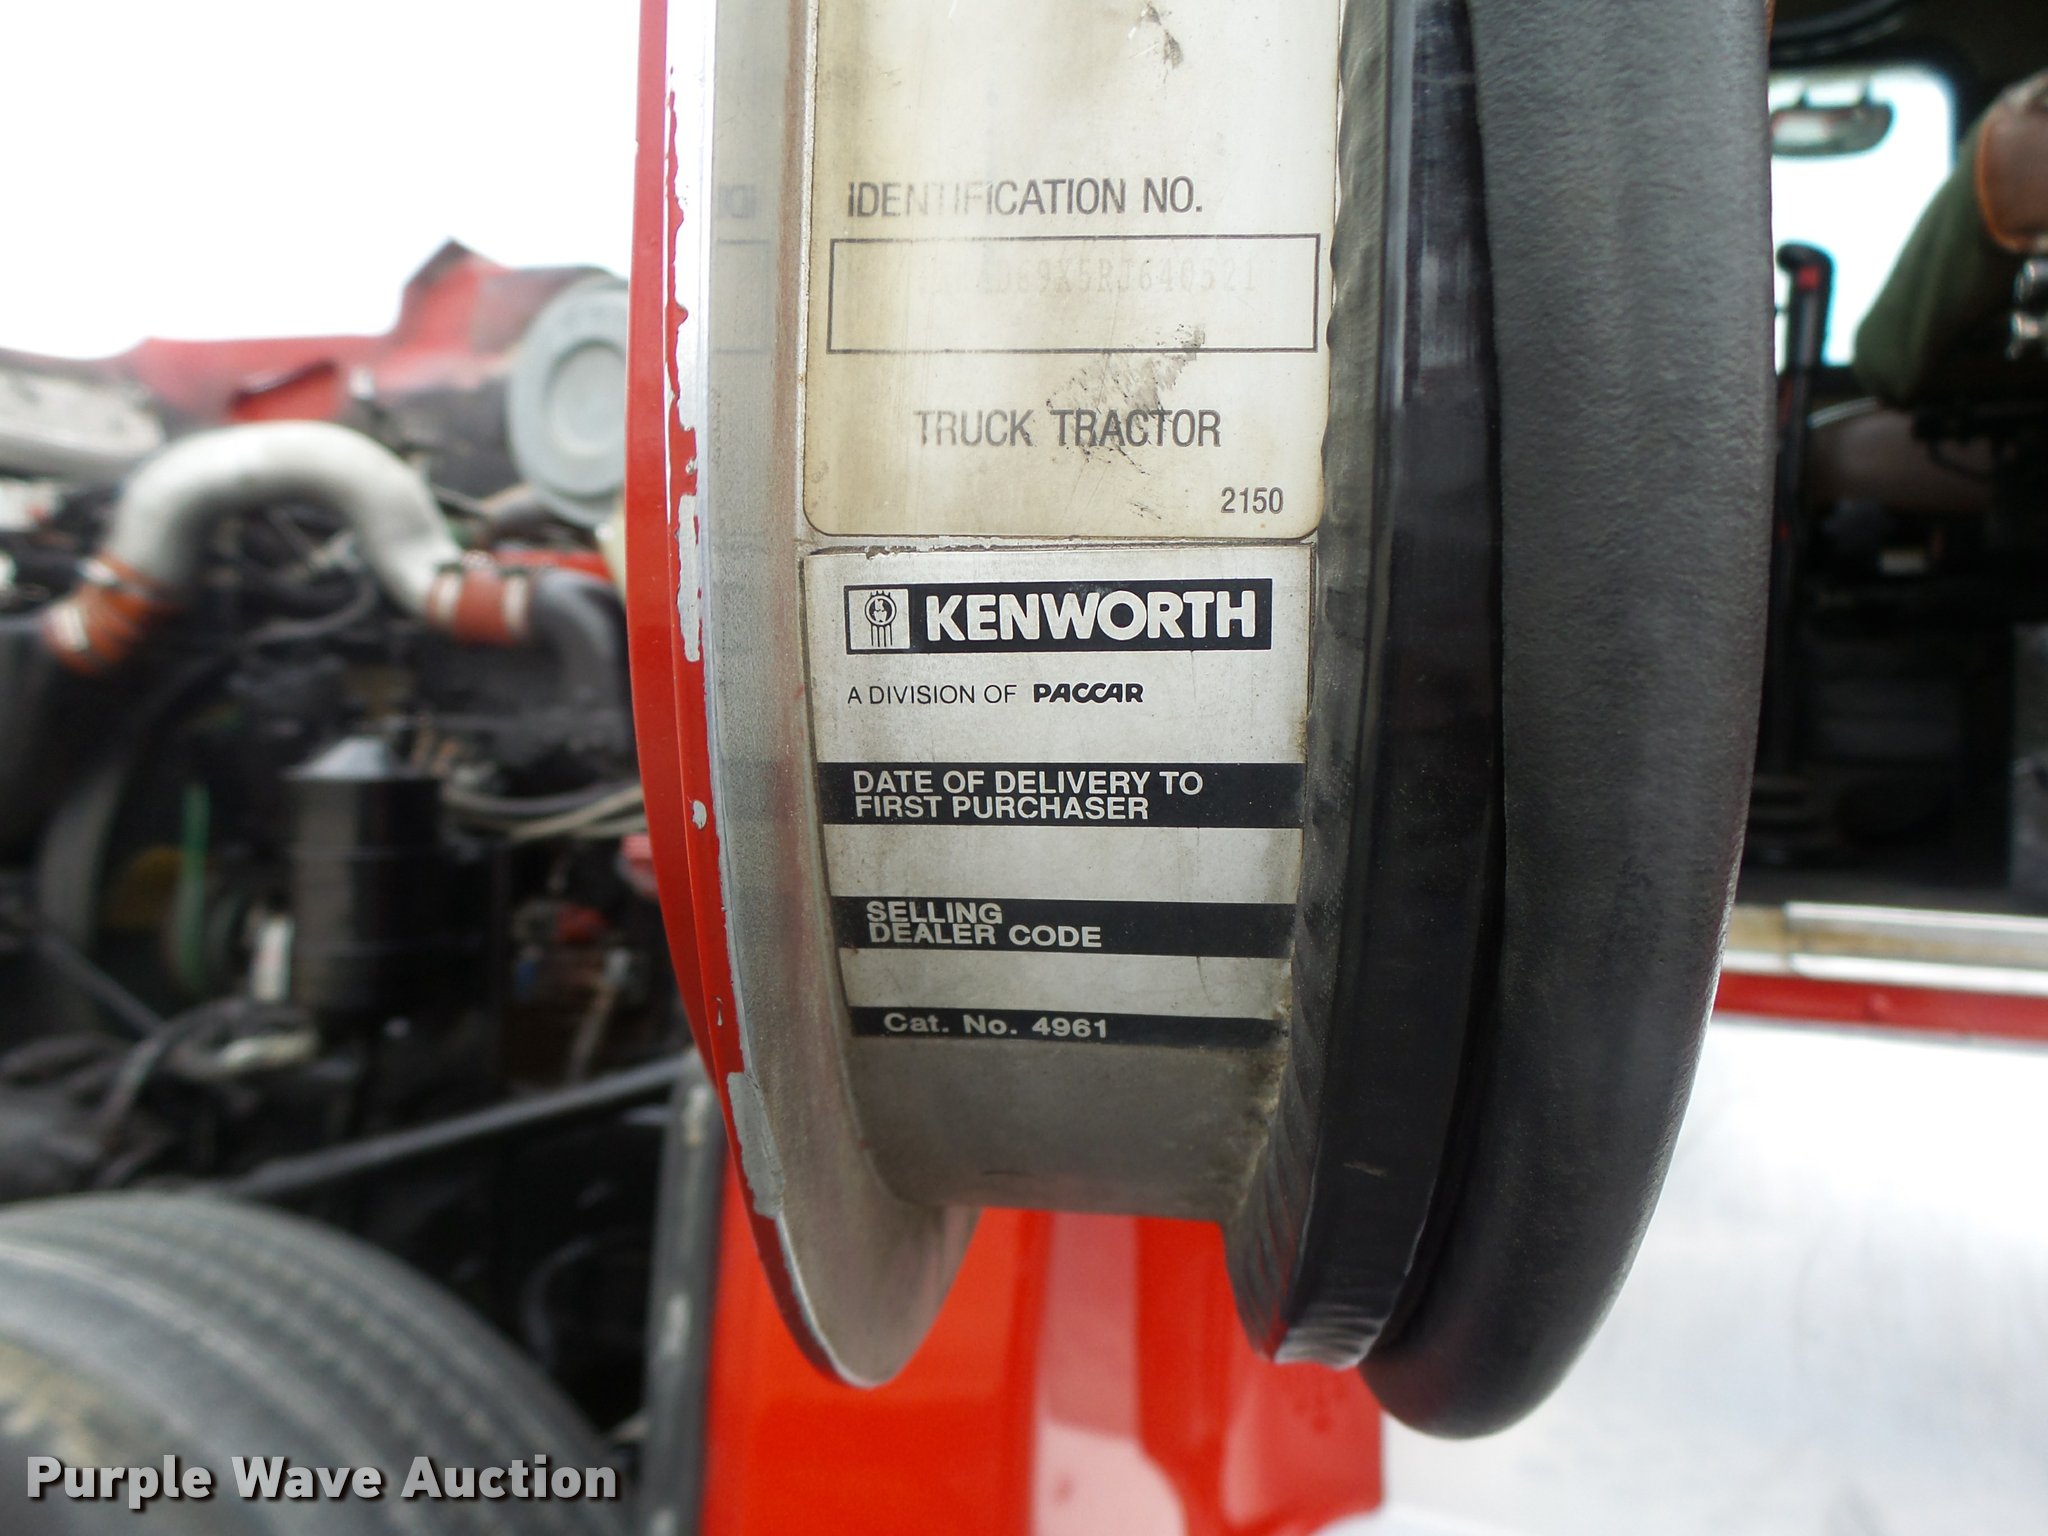 IDENTIFICATION NO.
D69X5RJ640521
TRUCK TRACTOR
2150
KENWORTH
A DIVISION OF PACCAR
DATE OF DELIVERY TO
FIRST PURCHASER
SELLING
DEALER CODE
Cat. No. 4961
Purple Wave Auction